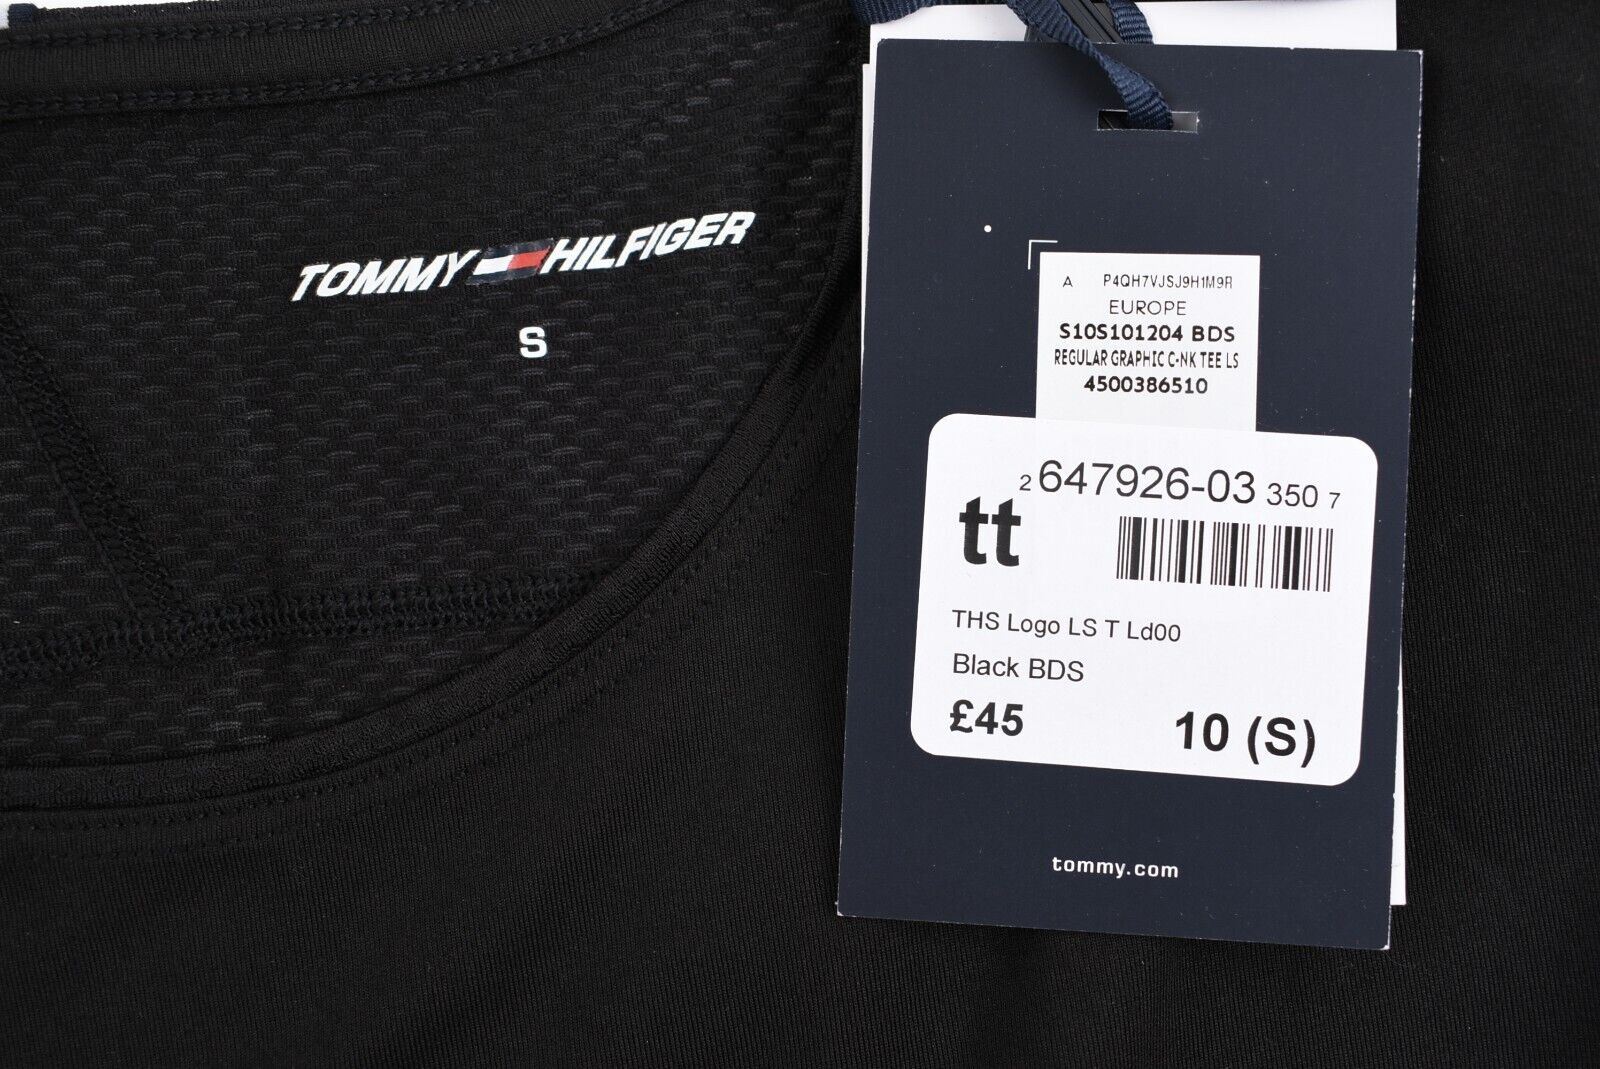 TOMMY HILFIGER
S
A P4QH7VJSJ9H1M9R
EUROPE
S10S101204 BDS
REGULAR GRAPHIC C-NK TEE LS
4500386510
2 647926-03 350 7
tt
THS Logo LS T Ld00
Black BDS
£45 10 (S)
tommy.com